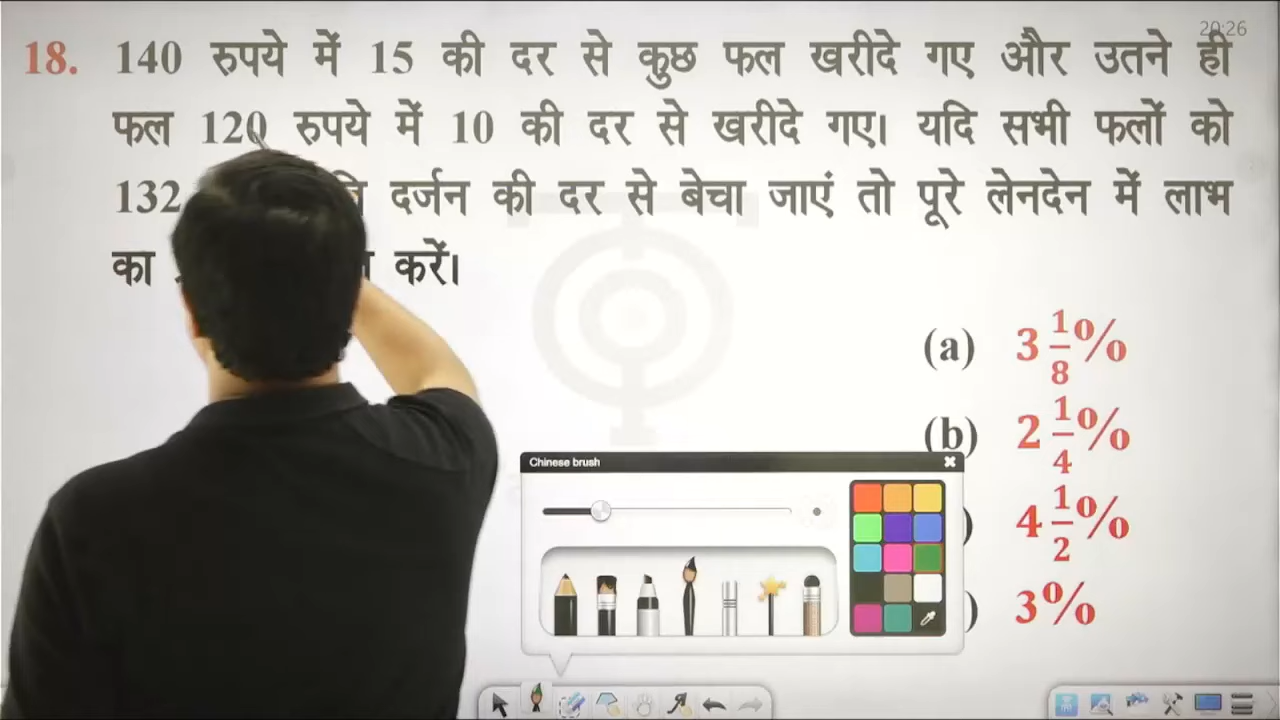 20:26
18. 140 रुपये में 15 की दर से कुछ फल खरीदे गए और उतने ही
फल 120 रुपये में 10 की दर से खरीदे गए। यदि सभी फलों को
132 दर्जन की दर से बेचा जाएं तो पूरे लेनदेन में लाभ
का करें।
(a) 3 1/8%
(b) 2 1/4%
4 1/2%
3%
Chinese brush